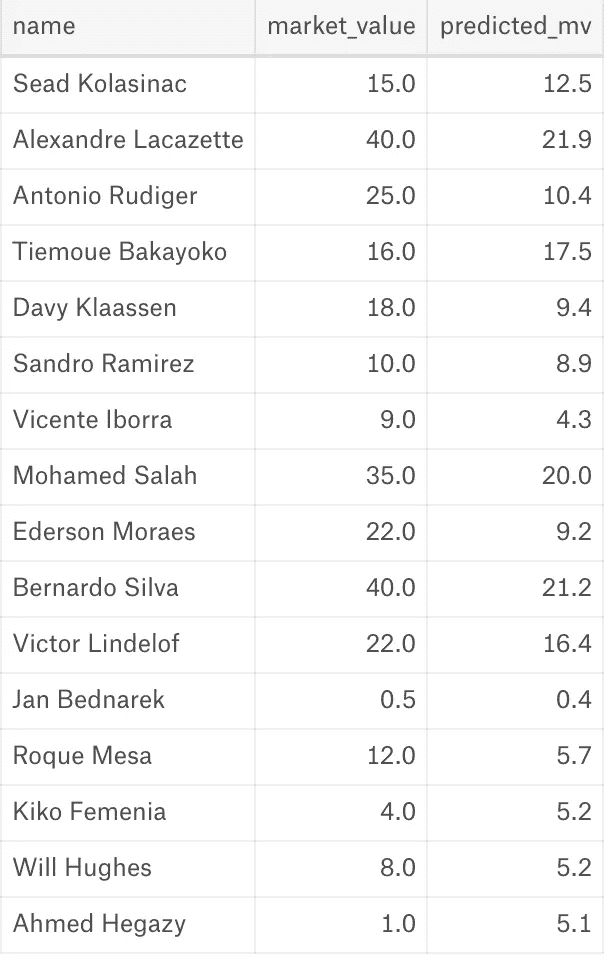 name market_value predicted_mv
Sead Kolasinac 15.0 12.5
Alexandre Lacazette 40.0 21.9
Antonio Rudiger 25.0 10.4
Tiemoue Bakayoko 16.0 17.5
Davy Klaassen 18.0 9.4
Sandro Ramirez 10.0 8.9
Vicente Iborra 9.0 4.3
Mohamed Salah 35.0 20.0
Ederson Moraes 22.0 9.2
Bernardo Silva 40.0 21.2
Victor Lindelof 22.0 16.4
Jan Bednarek 0.5 0.4
Roque Mesa 12.0 5.7
Kiko Femenia 4.0 5.2
Will Hughes 8.0 5.2
Ahmed Hegazy 1.0 5.1